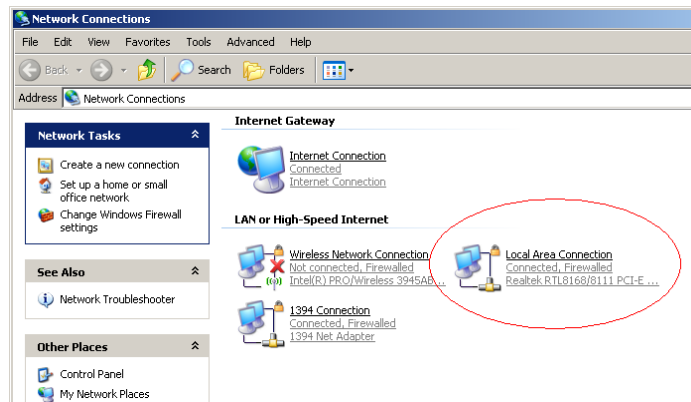 Network Connections
File Edit View Favorites Tools Advanced Help
Back Search Folders
Address Network Connections
Network Tasks
Create a new connection
Set up a home or small
office network
Change Windows Firewall
settings
See Also
Network Troubleshooter
Other Places
Control Panel
My Network Places
Internet Gateway
Internet Connection
Connected
Internet Connection
LAN or High-Speed Internet
Wireless Network Connection
Not connected, Firewalled
Intel(R) PRO/Wireless 3945AB...
Local Area Connection
Connected, Firewalled
Realtek RTL8168/8111 PCI-E ...
1394 Connection
Connected, Firewalled
1394 Net Adapter